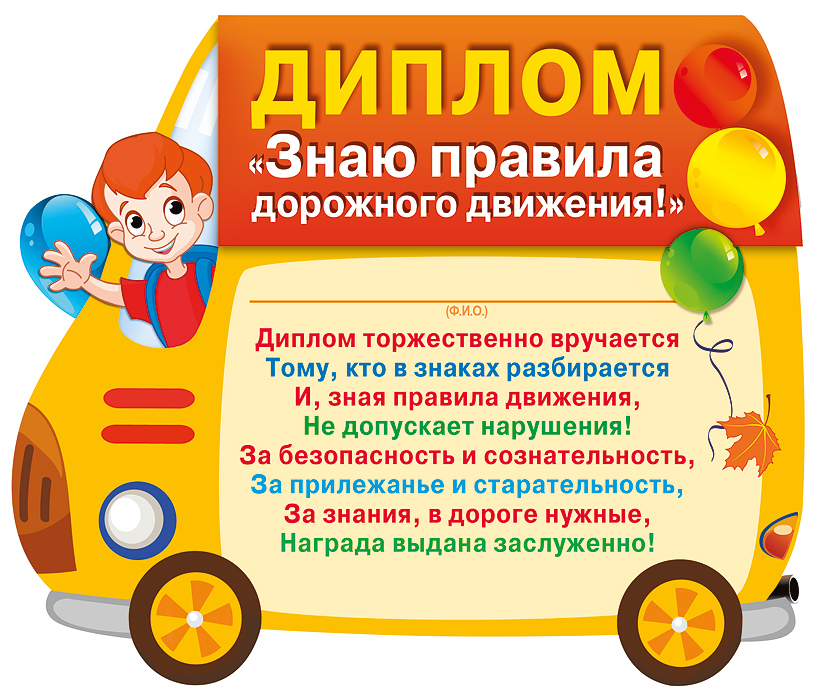 ДИПЛОМ
«Знаю правила
дорожного движения!»
(Ф.И.О.)
Диплом торжественно вручается
Тому, кто в знаках разбирается
И, зная правила движения,
Не допускает нарушения!
За безопасность и сознательность,
За прилежанье и старательность,
За знания, в дороге нужные,
Награда выдана заслуженно!